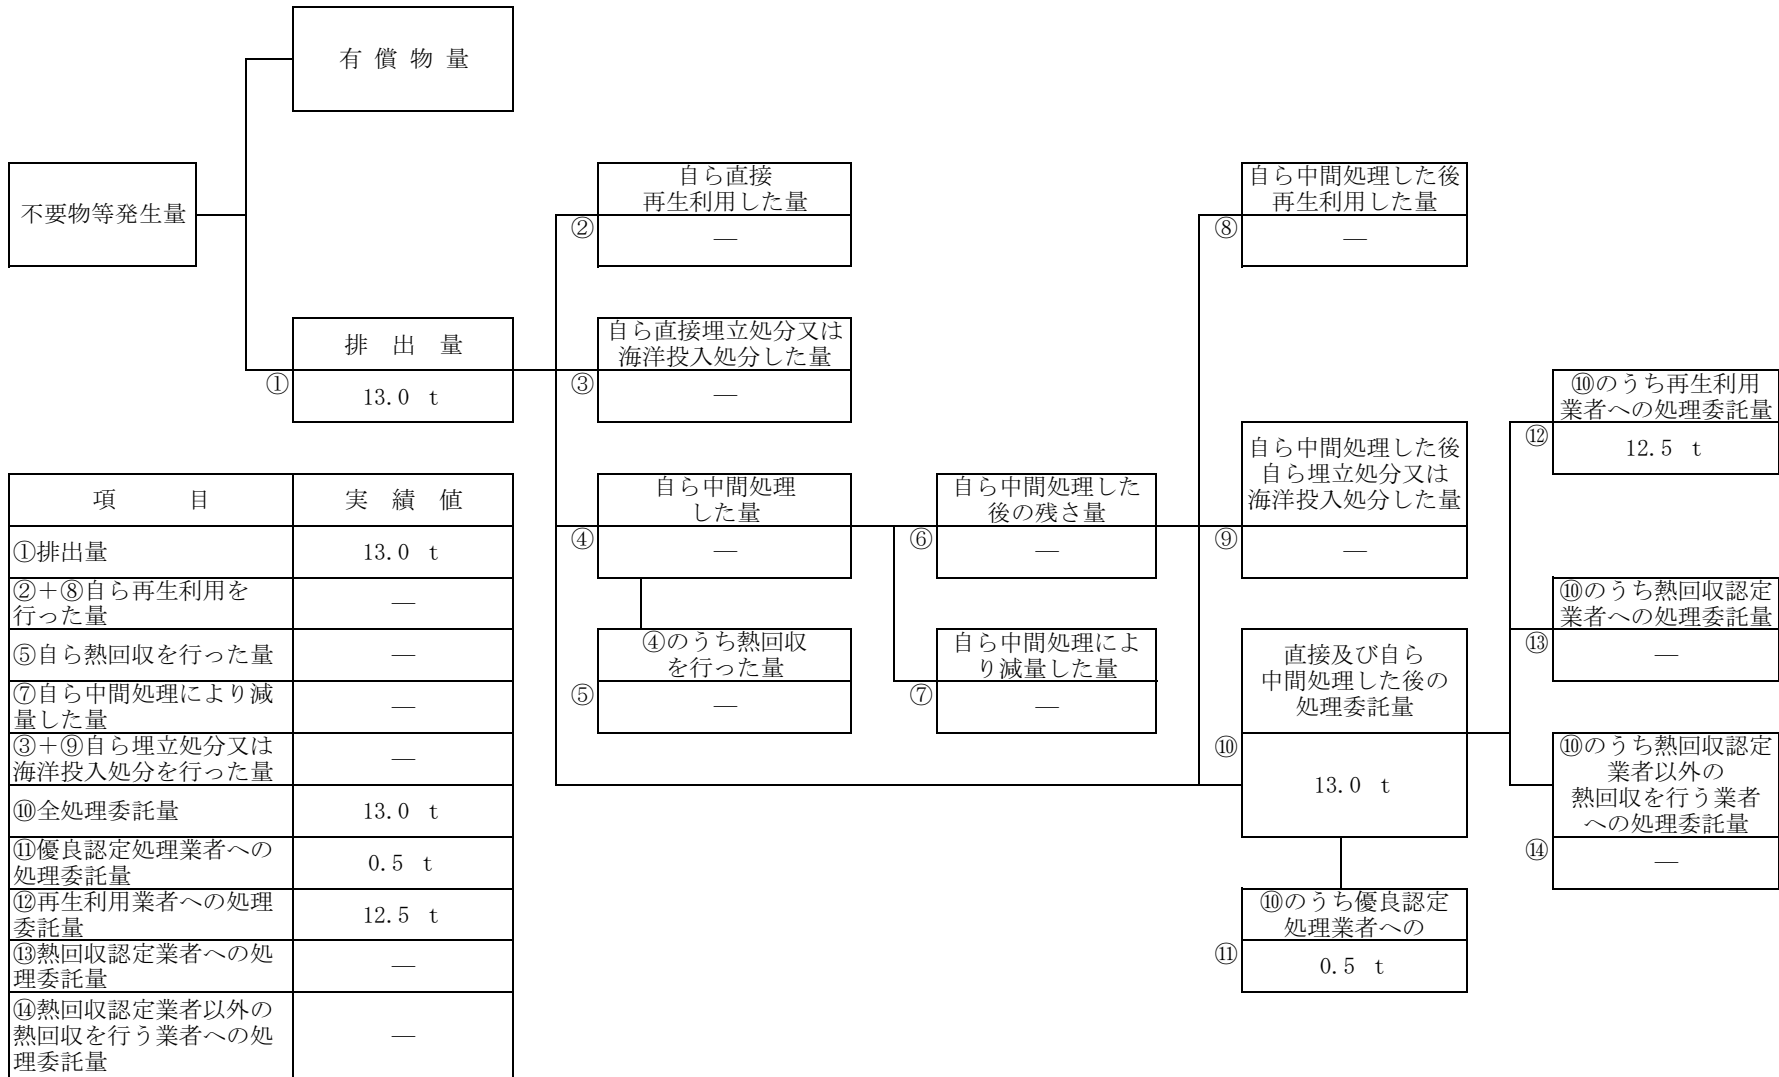 有 償 物 量
不要物等発生量
自ら直接
再生利用した量
②
―
自ら中間処理した後
再生利用した量
⑧
―
排 出 量
①
13.0 t
自ら直接埋立処分又は
海洋投入処分した量
③
―
⑩のうち再生利用
業者への処理委託量
⑫
12.5 t
自ら中間処理した後
自ら埋立処分又は
海洋投入処分した量
⑨
―
自ら中間処理
した量
④
―
自ら中間処理した
後の残さ量
⑥
―
⑩のうち熱回収認定
業者への処理委託量
⑬
―
④のうち熱回収
を行った量
⑤
―
自ら中間処理によ
り減量した量
⑦
―
直接及び自ら
中間処理した後の
処理委託量
⑩
13.0 t
⑩のうち熱回収認定
業者以外の
熱回収を行う業者
への処理委託量
⑭
―
⑩のうち優良認定
処理業者への
⑪
0.5 t
項 目 実 績 値
①排出量 13.0 t
②＋⑧自ら再生利用を
行った量
―
⑤自ら熱回収を行った量 ―
⑦自ら中間処理により減
量した量
―
③＋⑨自ら埋立処分又は
海洋投入処分を行った量
―
⑩全処理委託量 13.0 t
⑪優良認定処理業者への
処理委託量
0.5 t
⑫再生利用業者への処理
委託量
12.5 t
⑬熱回収認定業者への処
理委託量
―
⑭熱回収認定業者以外の
熱回収を行う業者への処
理委託量
―